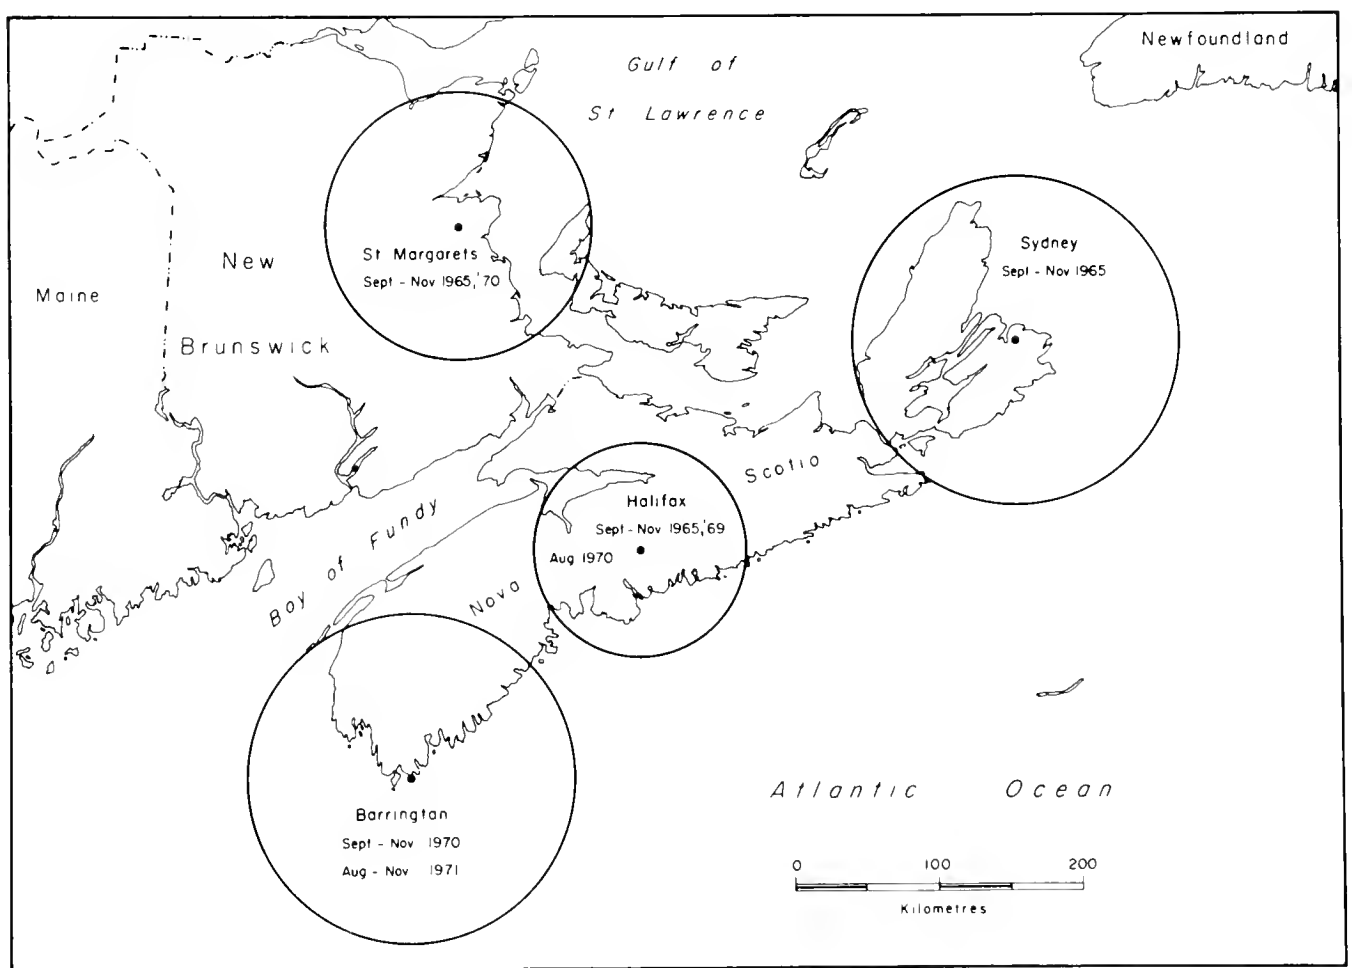 Newfoundland
Gulf of
St Lawrence
Sydney
Sept - Nov 1965
St Margarets
Sept - Nov 1965,'70
New
Brunswick
Maine
Scotia
Nova
Halifax
Sept - Nov 1965,'69
Aug 1970
Bay of Fundy
Barrington
Sept - Nov 1970
Aug - Nov 1971
Atlantic Ocean
0 100 200
Kilometres